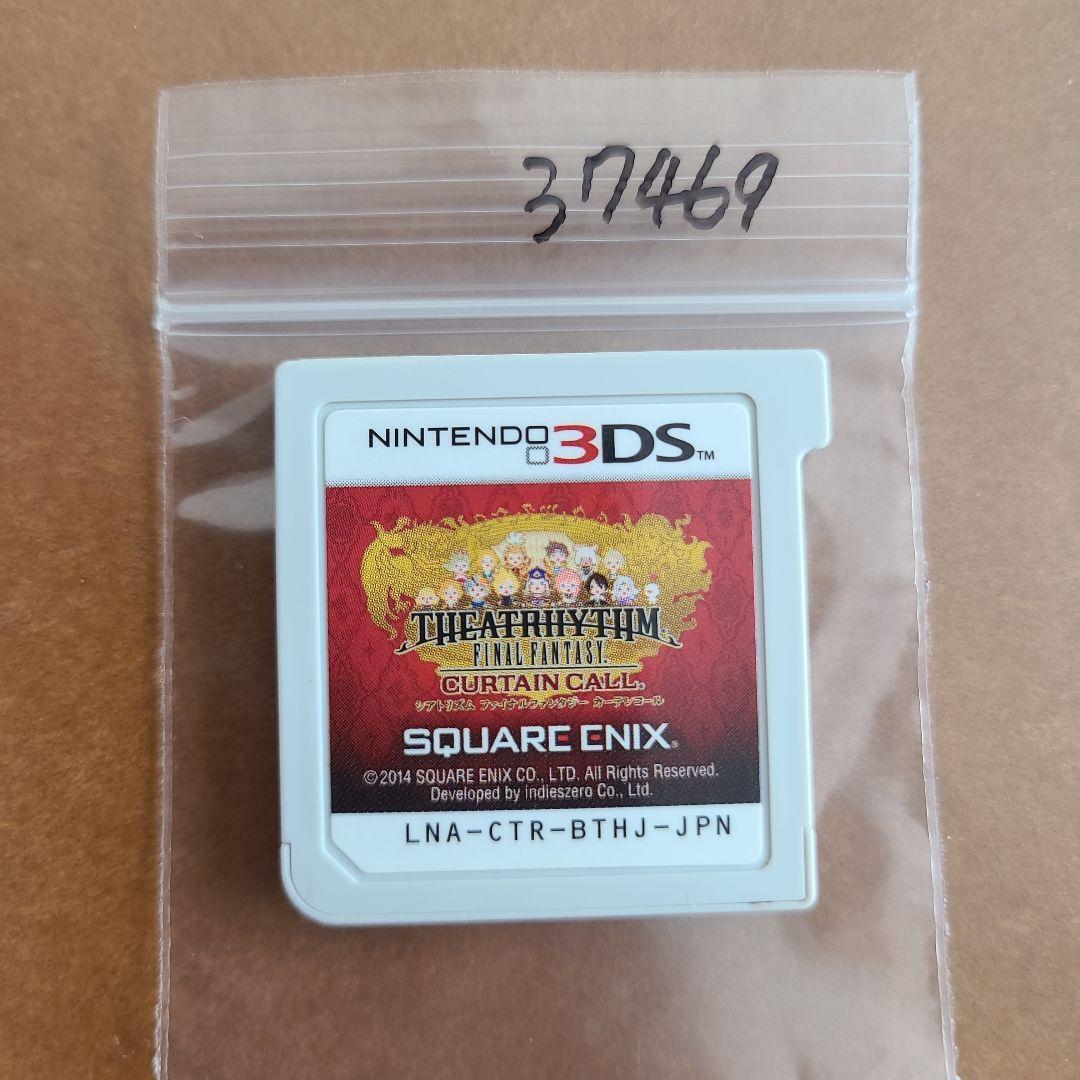 37469
NINTENDO 3DS™
THEATRHYTHM
FINAL FANTASY®
CURTAIN CALL®
シアトリズム ファイナルファンタジー カーテンコール
SQUARE ENIX®
©2014 SQUARE ENIX CO., LTD. All Rights Reserved.
Developed by indieszero Co., Ltd.
LNA-CTR-BTHJ-JPN